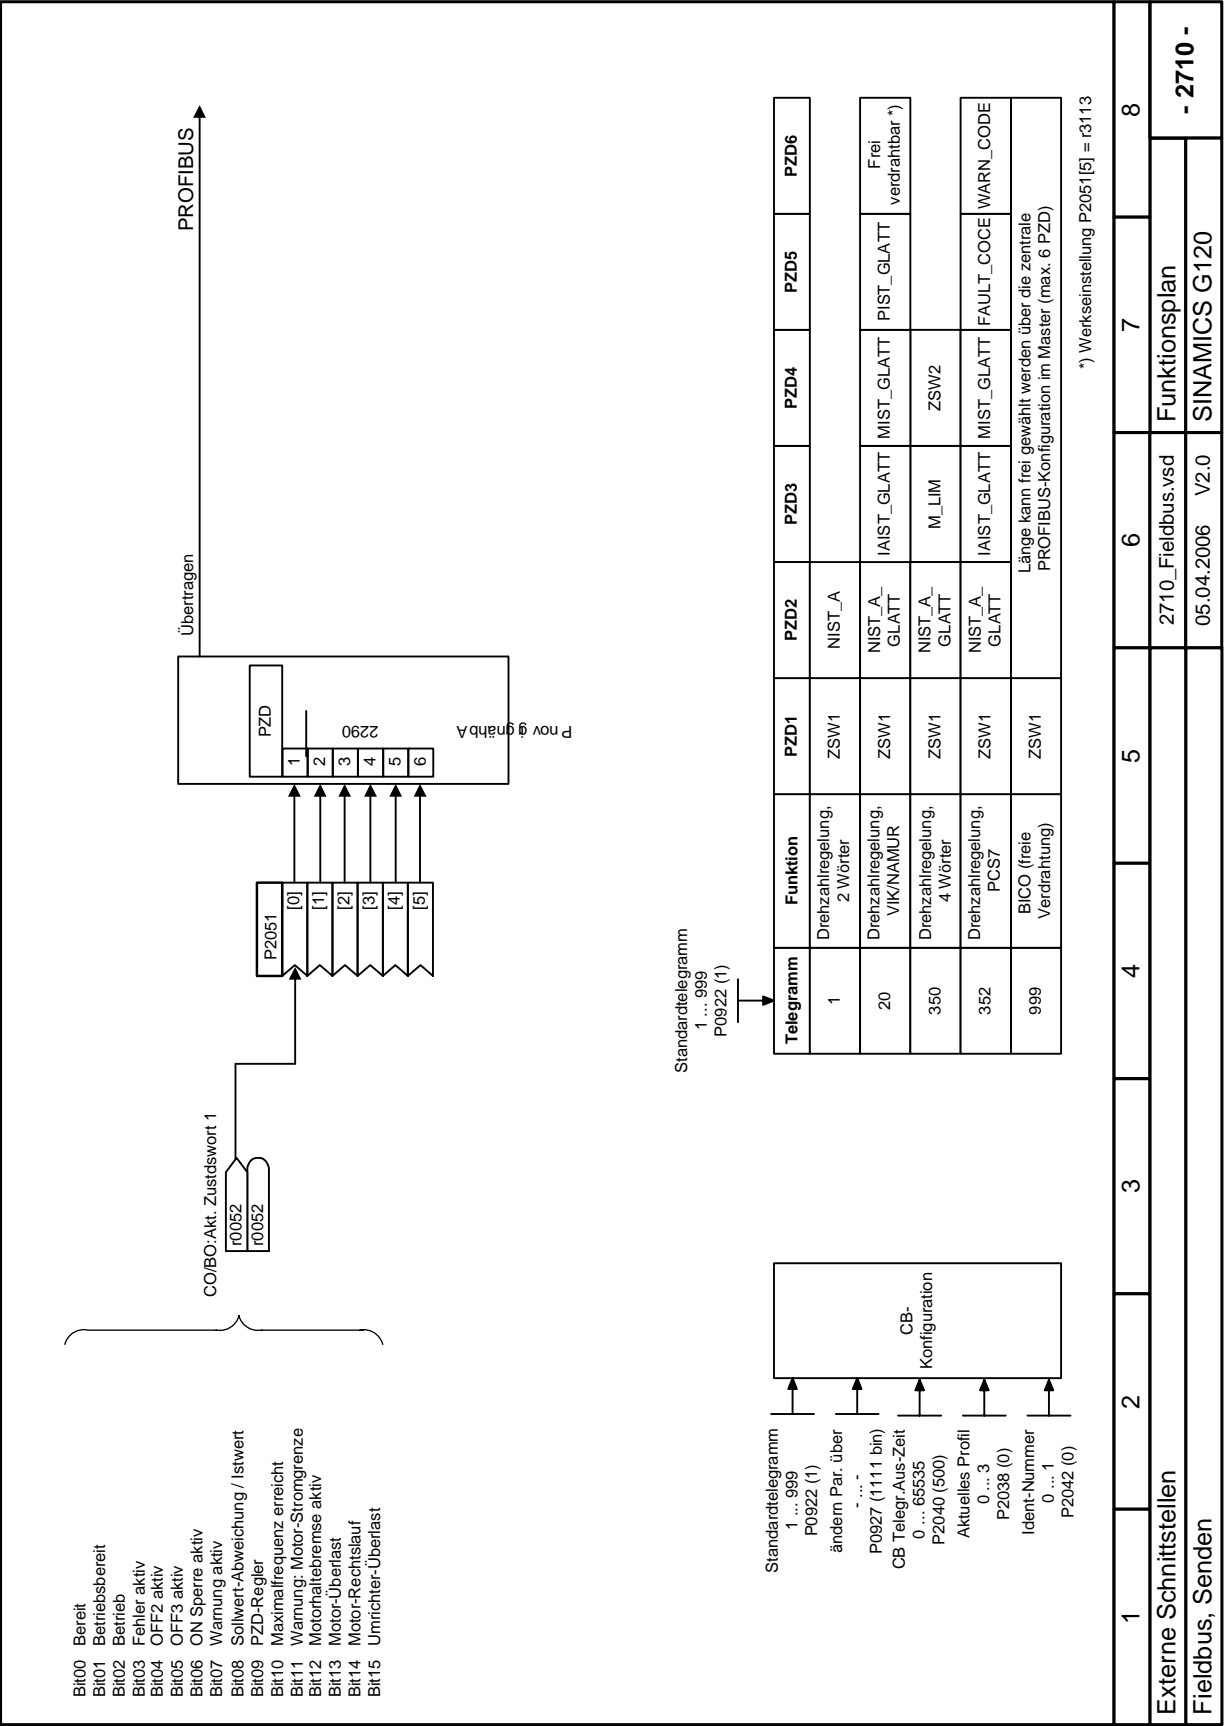 PROFIBUS
Übertragen
Bit00 Bereit
Bit01 Betriebsbereit
Bit02 Betrieb
Bit03 Fehler aktiv
Bit04 OFF2 aktiv
Bit05 OFF3 aktiv
Bit06 ON Sperre aktiv
Bit07 Warnung aktiv
Bit08 Sollwert-Abweichung / Istwert
Bit09 PZD-Regler
Bit10 Maximalfrequenz erreicht
Bit11 Warnung: Motor-Stromgrenze
Bit12 Motorhaltebremse aktiv
Bit13 Motor-Überlast
Bit14 Motor-Rechtslauf
Bit15 Umrichter-Überlast
CO/BO:Akt. Zustdswort 1
r0052
r0052
P2051
[0]
[1]
[2]
[3]
[4]
[5]
PZD
1
2
3
4
5
6
2290
Standardtelegramm
1 ... 999
P0922 (1)
ändern Par. über
- ... -
P0927 (1111 bin)
CB Telegr.Aus-Zeit
0 ... 65535
P2040 (500)
Aktuelles Profil
0 ... 3
P2038 (0)
Ident-Nummer
0 ... 1
P2042 (0)
CB-
Konfiguration
Standardtelegramm
1 ... 999
P0922 (1)
Telegramm Funktion PZD1 PZD2 PZD3 PZD4 PZD5 PZD6
1 Drehzahlregelung, 2 Wörter ZSW1 NIST_A
20 Drehzahlregelung, VIK/NAMUR ZSW1 NIST_A_ GLATT IAIST_GLATT MIST_GLATT PIST_GLATT Frei verdrahtbar *)
350 Drehzahlregelung, 4 Wörter ZSW1 NIST_A_ GLATT M_LIM ZSW2
352 Drehzahlregelung, PCS7 ZSW1 NIST_A_ GLATT IAIST_GLATT MIST_GLATT FAULT_COCE WARN_CODE
999 BICO (freie Verdrahtung) ZSW1 Länge kann frei gewählt werden über die zentrale PROFIBUS-Konfiguration im Master (max. 6 PZD)
*) Werkseinstellung P2051[5] = r3113
1 2 3 4 5 6 7 8
Externe Schnittstellen 2710_Fieldbus.vsd Funktionsplan - 2710 -
Fieldbus, Senden 05.04.2006 V2.0 SINAMICS G120